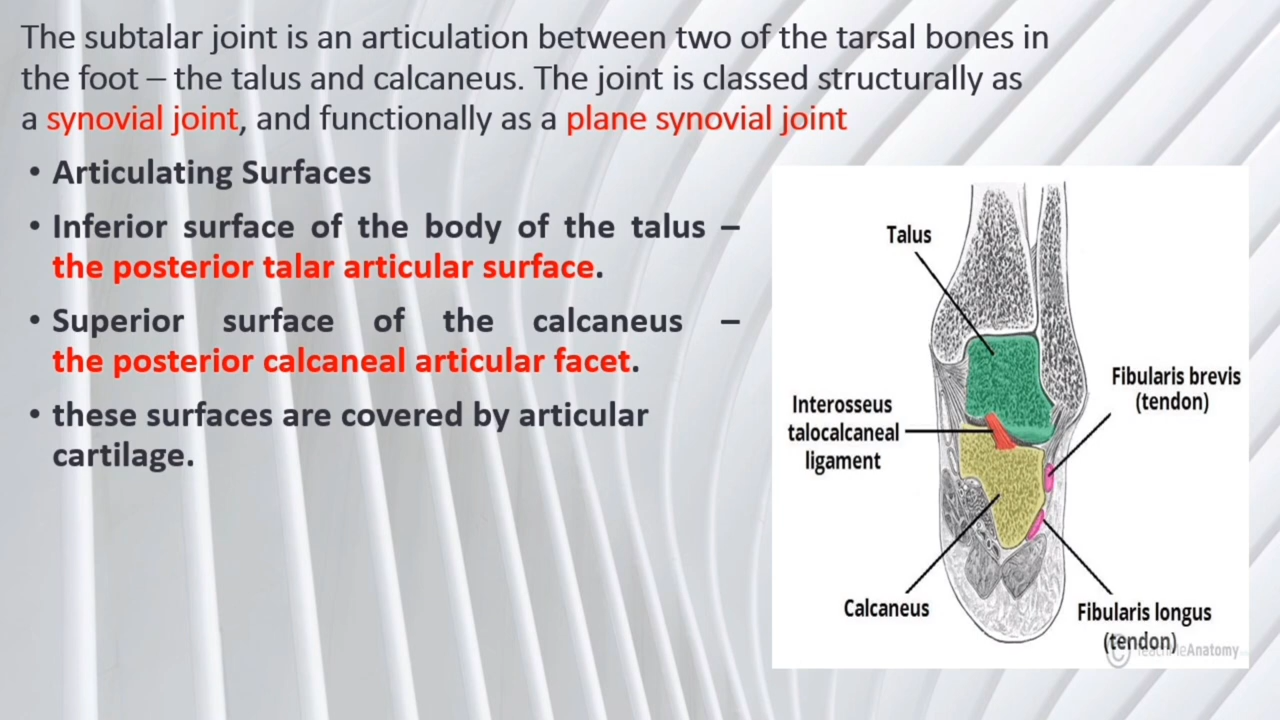 The subtalar joint is an articulation between two of the tarsal bones in
the foot – the talus and calcaneus. The joint is classed structurally as
a synovial joint, and functionally as a plane synovial joint
• Articulating Surfaces
• Inferior surface of the body of the talus –
the posterior talar articular surface.
• Superior surface of the calcaneus –
the posterior calcaneal articular facet.
• these surfaces are covered by articular
cartilage.
Talus
Fibularis brevis
(tendon)
Interosseus
talocalcaneal
ligament
Calcaneus
Fibularis longus
(tendon)
© TeachMeAnatomy